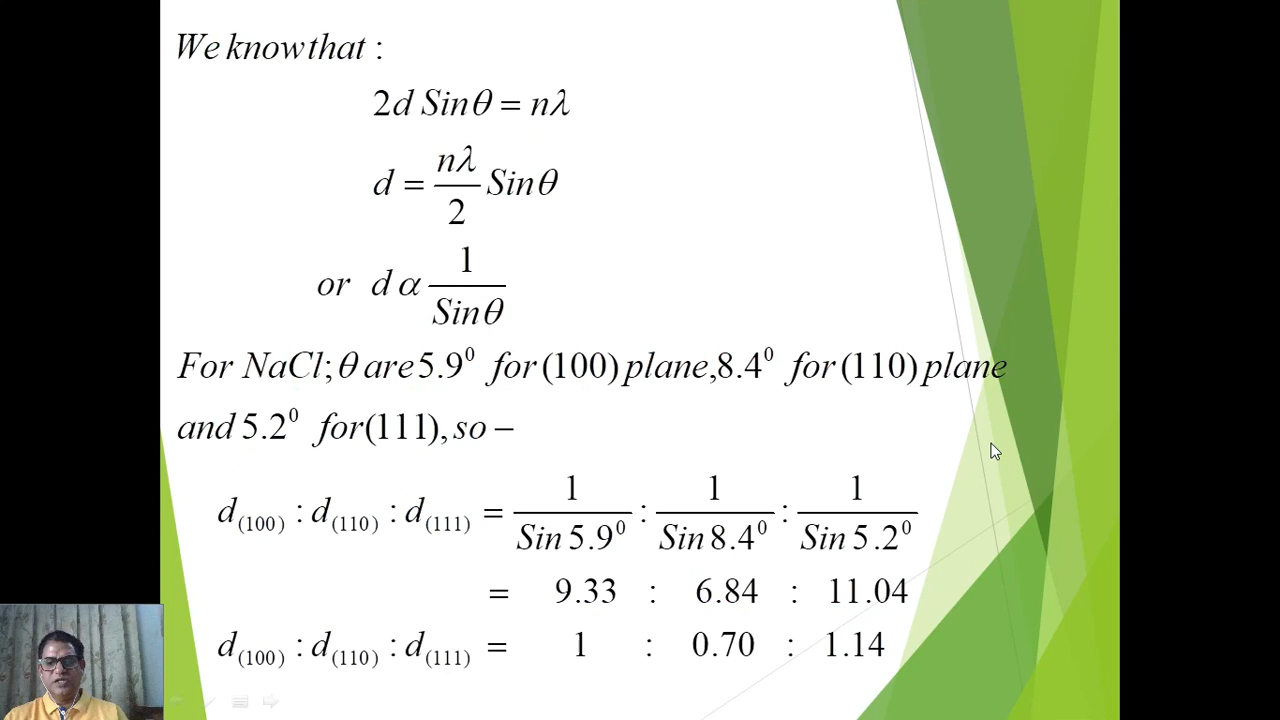 We know that :
2d Sinθ = nλ
d = nλ/2 Sinθ
or d α 1/Sinθ
For NaCl; θ are 5.9⁰ for (100) plane, 8.4⁰ for (110) plane
and 5.2⁰ for (111), so –
d₍₁₀₀₎ : d₍₁₁₀₎ : d₍₁₁₁₎ = 1/Sin 5.9⁰ : 1/Sin 8.4⁰ : 1/Sin 5.2⁰
= 9.33 : 6.84 : 11.04
d₍₁₀₀₎ : d₍₁₁₀₎ : d₍₁₁₁₎ = 1 : 0.70 : 1.14